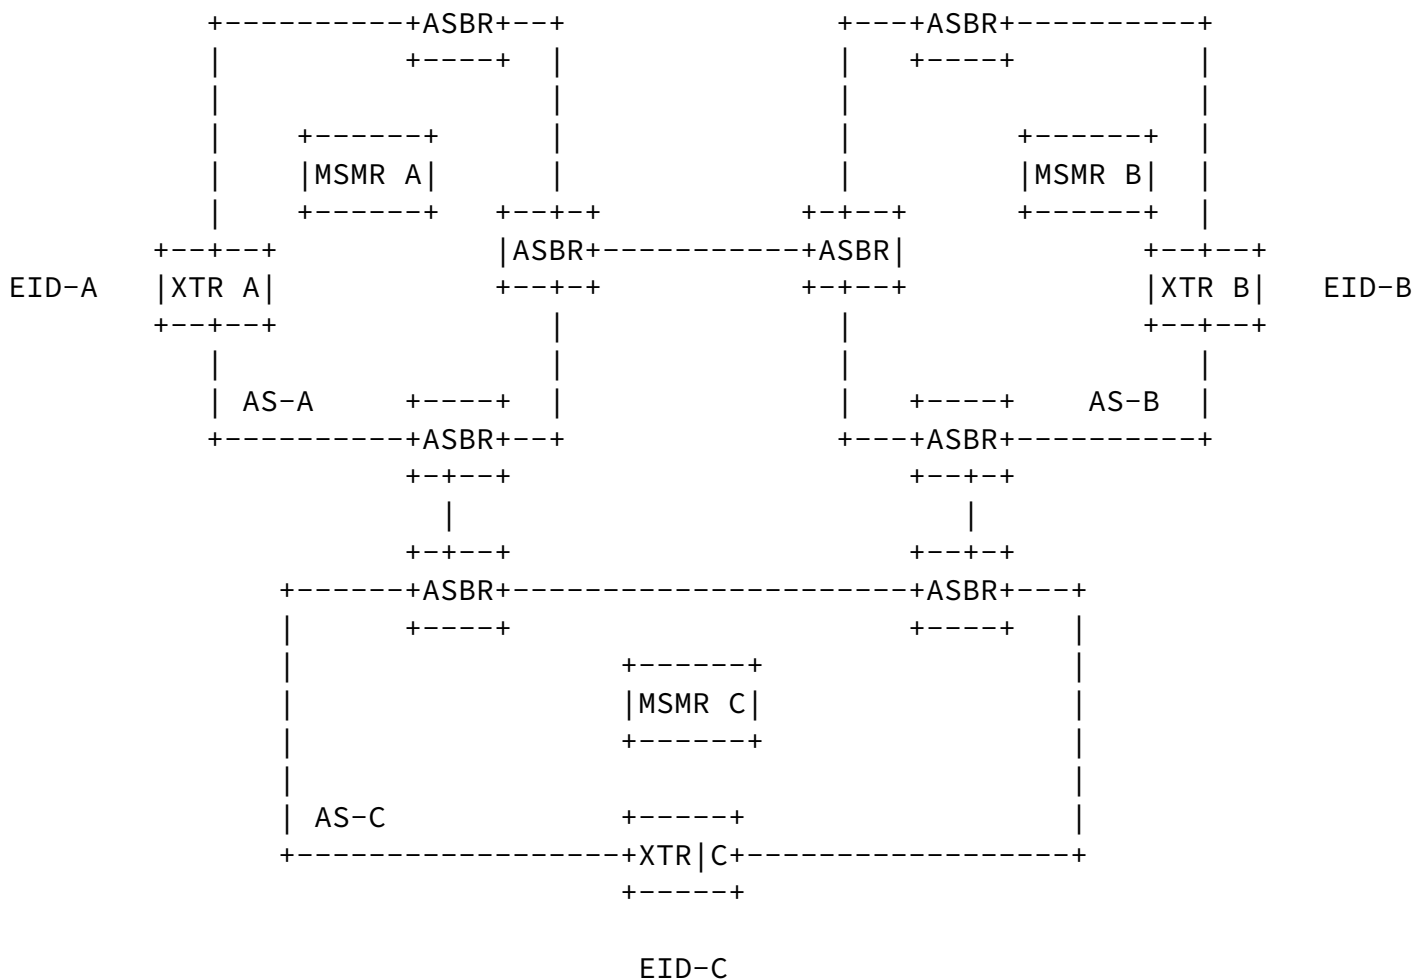 ASBR ASBR
MSMR A MSMR B
ASBR ASBR
EID-A XTR A XTR B EID-B
AS-A AS-B
ASBR ASBR
ASBR ASBR
MSMR C
AS-C
XTR|C
EID-C